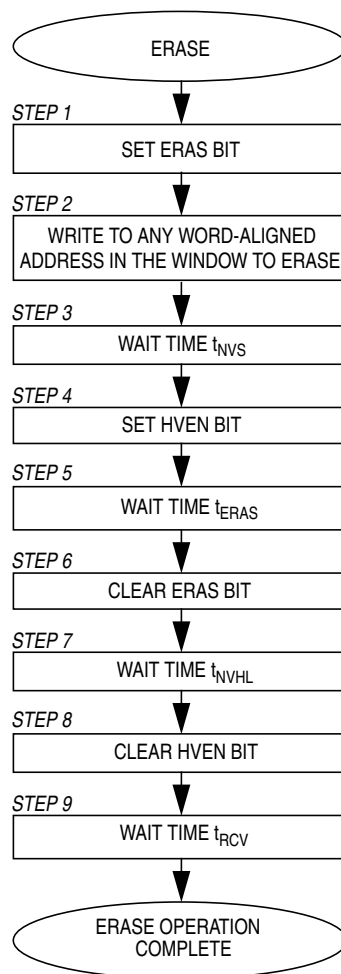 ERASE
STEP 1
SET ERAS BIT
STEP 2
WRITE TO ANY WORD-ALIGNED
ADDRESS IN THE WINDOW TO ERASE
STEP 3
WAIT TIME tNVS
STEP 4
SET HVEN BIT
STEP 5
WAIT TIME tERAS
STEP 6
CLEAR ERAS BIT
STEP 7
WAIT TIME tNVHL
STEP 8
CLEAR HVEN BIT
STEP 9
WAIT TIME tRCV
ERASE OPERATION
COMPLETE